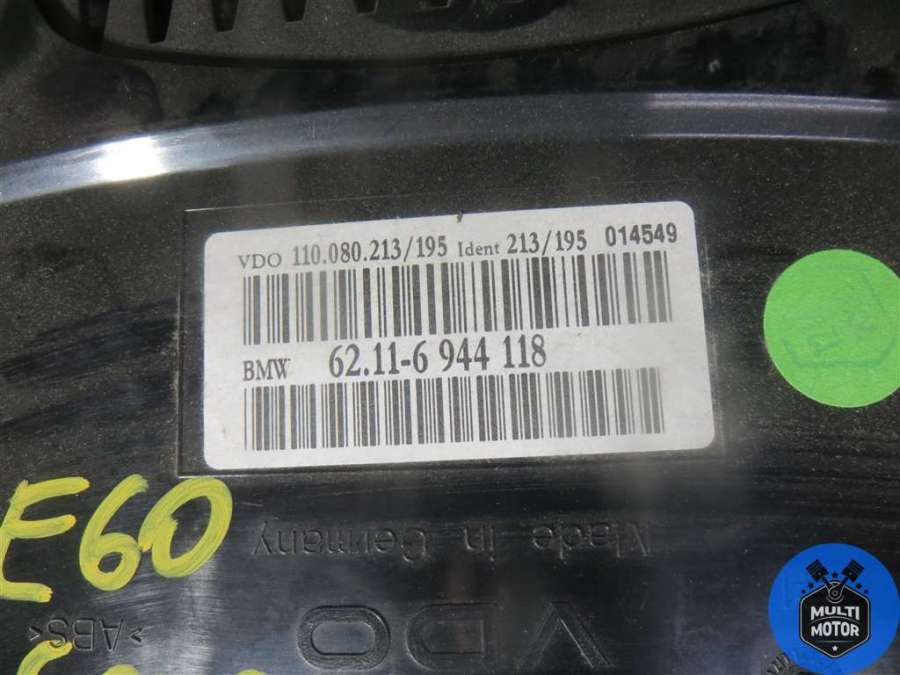 VDO 110.080.213/195 Ident 213/195 014549
BMW 62.11-6 944 118
E60
Made in Germany
>ABS<
VDO
MULTI
MOTOR